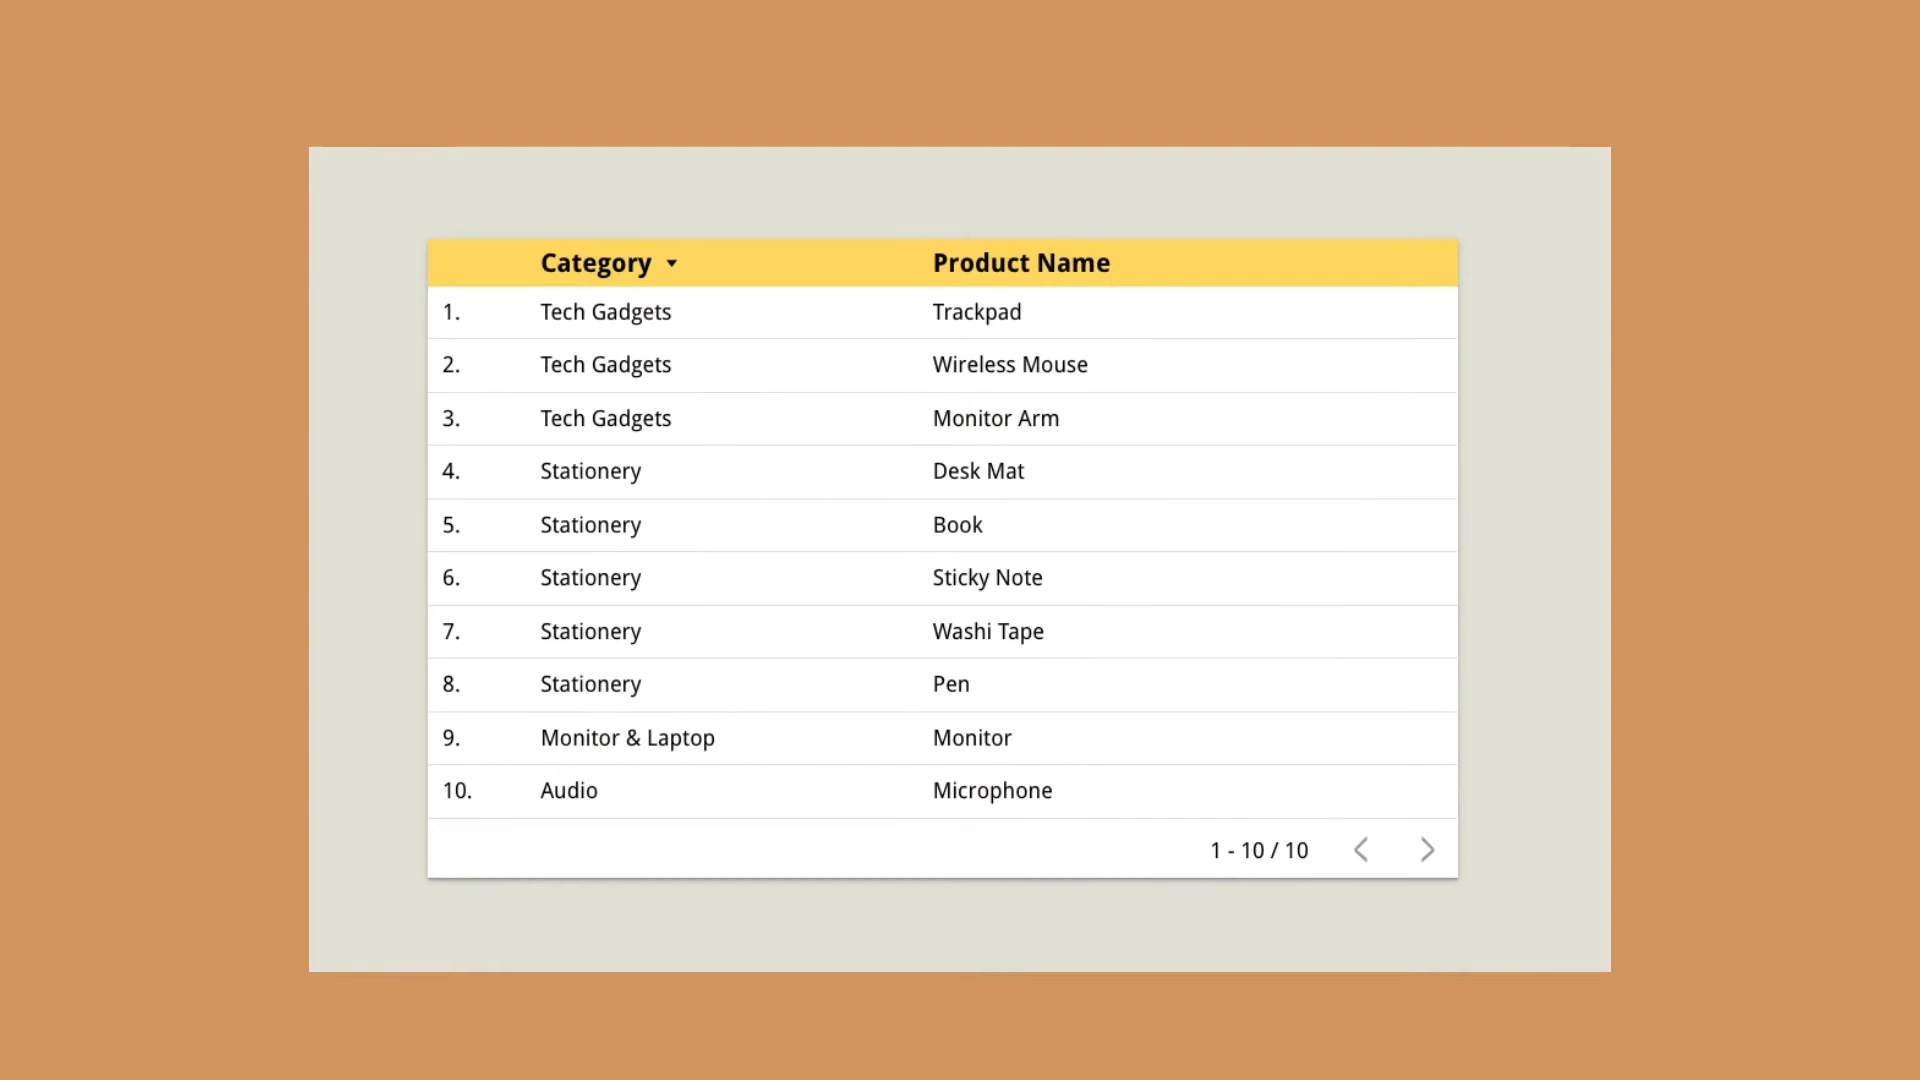 Category Product Name
1. Tech Gadgets Trackpad
2. Tech Gadgets Wireless Mouse
3. Tech Gadgets Monitor Arm
4. Stationery Desk Mat
5. Stationery Book
6. Stationery Sticky Note
7. Stationery Washi Tape
8. Stationery Pen
9. Monitor & Laptop Monitor
10. Audio Microphone
1 - 10 / 10